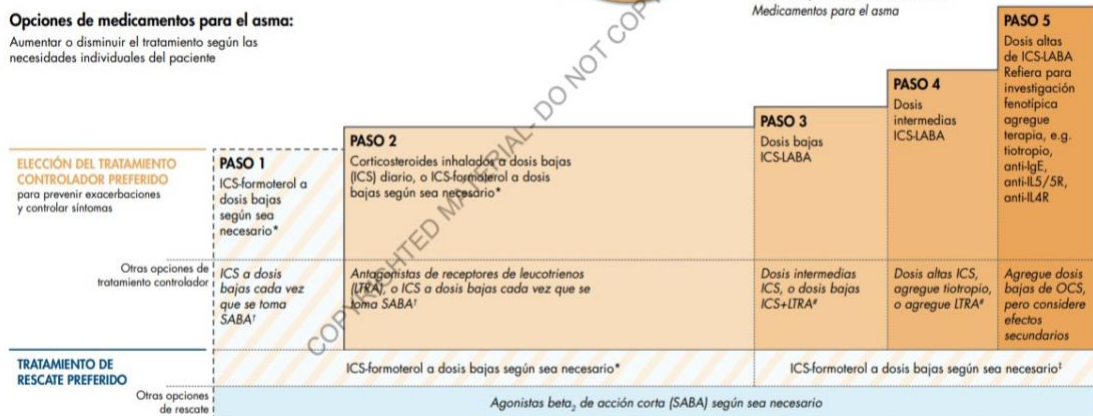 Opciones de medicamentos para el asma:
Aumentar o disminuir el tratamiento según las
necesidades individuales del paciente
Medicamentos para el asma
COPYRIGHTED MATERIAL- DO NOT COPY
PASO 5
Dosis altas
de ICS-LABA
Refiera para
investigación
fenotípica
agregue
terapia, e.g.
tiotropio,
anti-IgE,
anti-IL5/5R,
anti-IL4R
PASO 4
Dosis
intermedias
ICS-LABA
PASO 3
Dosis bajas
ICS-LABA
PASO 2
Corticosteroides inhalados a dosis bajas
(ICS) diario, o ICS-formoterol a dosis
bajas según sea necesario*
PASO 1
ICS-formoterol a
dosis bajas
según sea
necesario*
ELECCIÓN DEL TRATAMIENTO
CONTROLADOR PREFERIDO
para prevenir exacerbaciones
y controlar síntomas
Otras opciones de
tratamiento controlador
ICS a dosis
bajas cada vez
que se toma
SABA†
Antagonistas de receptores de leucotrienos
(LTRA), o ICS a dosis bajas cada vez que se
toma SABA†
Dosis intermedias
ICS, o dosis bajas
ICS+LTRA#
Dosis altas ICS,
agregue tiotropio,
o agregue LTRA#
Agregue dosis
bajas de OCS,
pero considere
efectos
secundarios
TRATAMIENTO DE
RESCATE PREFERIDO
ICS-formoterol a dosis bajas según sea necesario*
ICS-formoterol a dosis bajas según sea necesario‡
Otras opciones
de rescate
Agonistas beta₂ de acción corta (SABA) según sea necesario